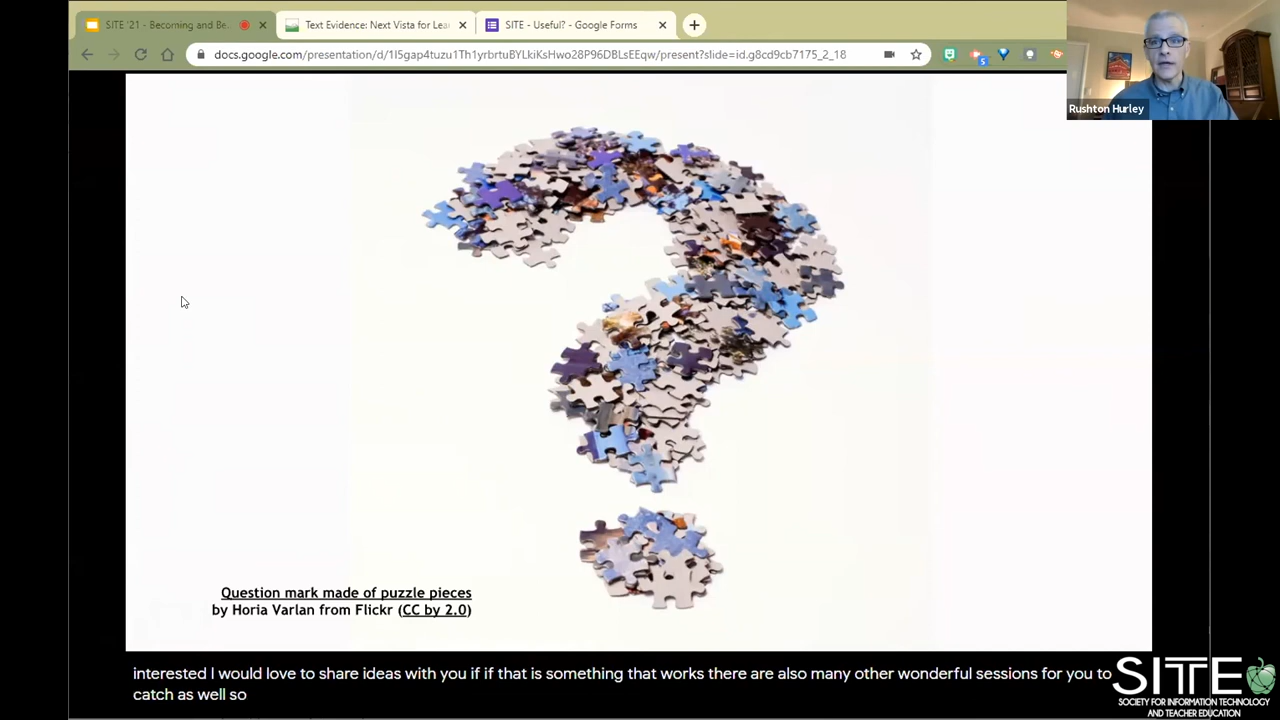 SITE '21 - Becoming and Be
Text Evidence: Next Vista for Lea
SITE - Useful? - Google Forms
docs.google.com/presentation/d/1I5gap4tuzu1Th1yrbrtuBYLkiKsHwo28P96DBLsEEqw/present?slide=id.g8cd9cb7175_2_18
5
Rushton Hurley
Question mark made of puzzle pieces
by Horia Varlan from Flickr (CC by 2.0)
interested I would love to share ideas with you if if that is something that works there are also many other wonderful sessions for you to
catch as well so
SITE
SOCIETY FOR INFORMATION TECHNOLOGY
AND TEACHER EDUCATION